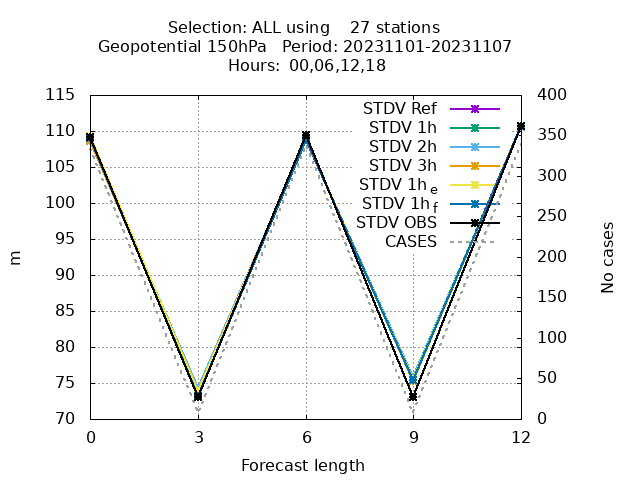 Selection: ALL using    27 stations
Geopotential 150hPa   Period: 20231101-20231107
Hours: 00,06,12,18
115
110
105
100
95
90
85
80
75
70
m
400
350
300
250
200
150
100
50
0
No cases
STDV Ref
STDV 1h
STDV 2h
STDV 3h
STDV 1h e
STDV 1h f
STDV OBS
CASES
0 3 6 9 12
Forecast length